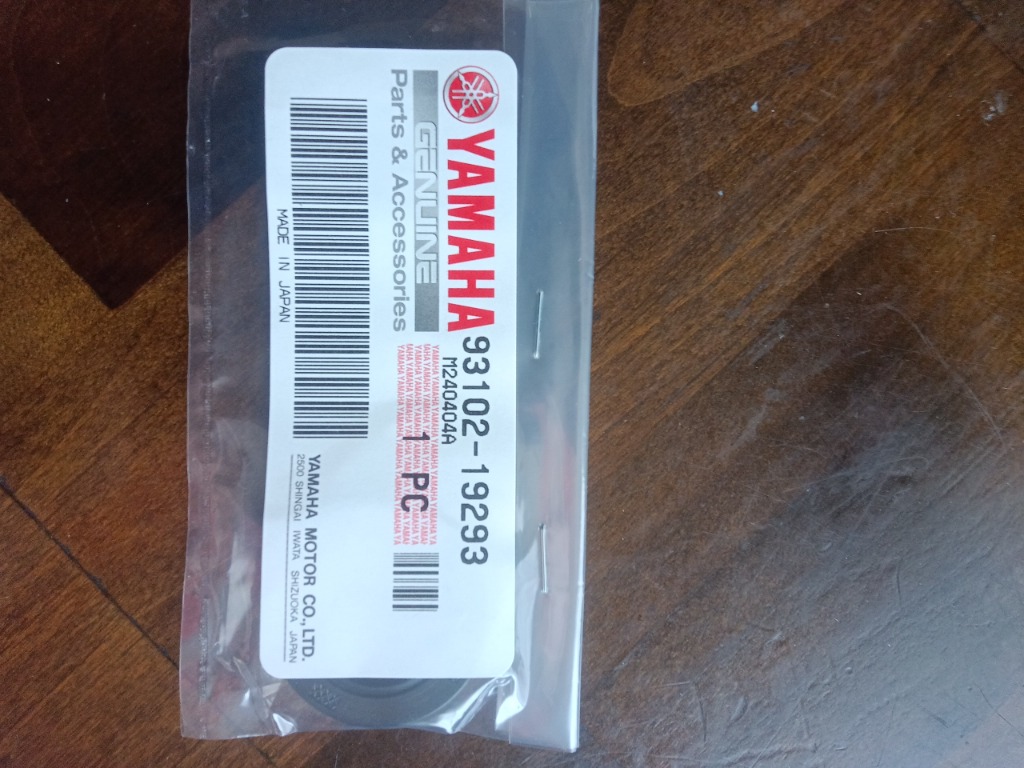 YAMAHA
GENUINE
Parts & Accessories
93102-19293
M240404A
1 PC
MADE IN JAPAN
YAMAHA MOTOR CO., LTD.
2500 SHINGAI IWATA SHIZUOKA JAPAN